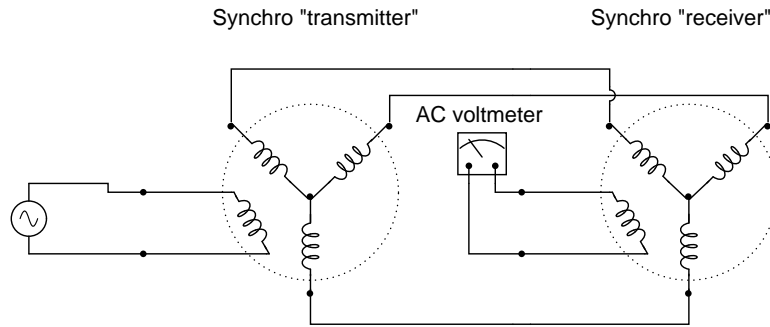 Synchro "transmitter"
Synchro "receiver"
AC voltmeter